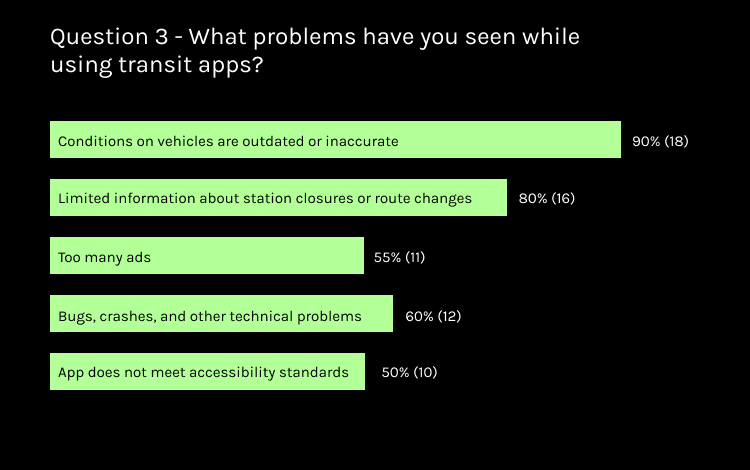 Question 3 - What problems have you seen while
using transit apps?
Conditions on vehicles are outdated or inaccurate
90% (18)
Limited information about station closures or route changes
80% (16)
Too many ads
55% (11)
Bugs, crashes, and other technical problems
60% (12)
App does not meet accessibility standards
50% (10)